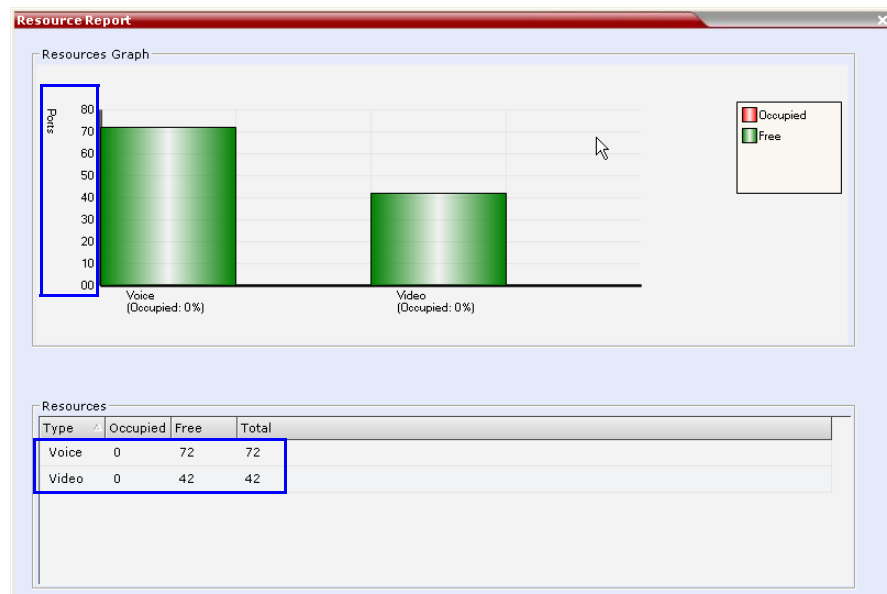 Resource Report
Resources Graph
Ports
80
70
60
50
40
30
20
10
00
Voice
(Occupied: 0%)
Video
(Occupied: 0%)
Occupied
Free
Resources
Type Occupied Free Total
Voice 0 72 72
Video 0 42 42